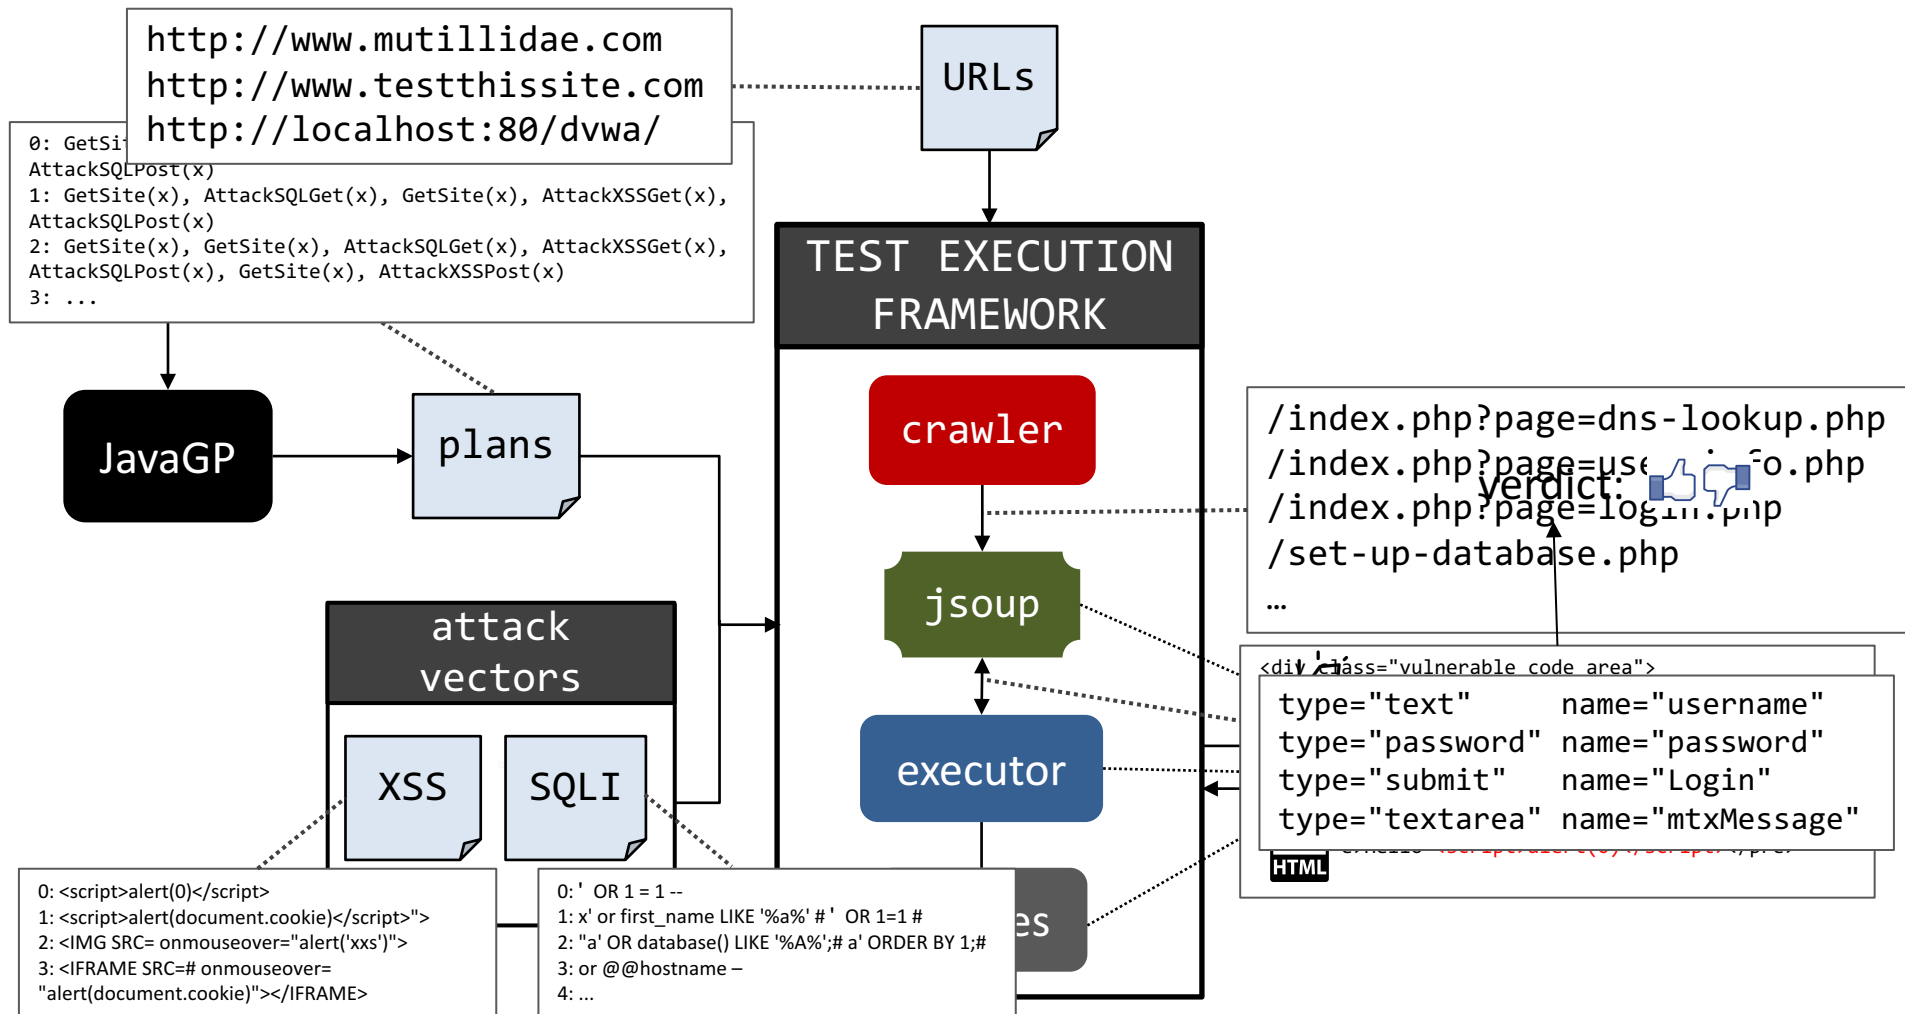 http://www.mutillidae.com
http://www.testthissite.com
http://localhost:80/dvwa/
URLs
0: GetSi
AttackSQLPost(x)
1: GetSite(x), AttackSQLGet(x), GetSite(x), AttackXSSGet(x),
AttackSQLPost(x)
2: GetSite(x), GetSite(x), AttackSQLGet(x), AttackXSSGet(x),
AttackSQLPost(x), GetSite(x), AttackXSSPost(x)
3: ...
TEST EXECUTION
FRAMEWORK
JavaGP
plans
crawler
jsoup
executor
es
/index.php?page=dns-lookup.php
/index.php?page=use fo.php
verdict:
/index.php?page=login.php
/set-up-database.php
…
attack
vectors
XSS
SQLI
<div class="vulnerable code area">
type="text" name="username"
type="password" name="password"
type="submit" name="Login"
type="textarea" name="mtxMessage"
HTML
0: <script>alert(0)</script>
1: <script>alert(document.cookie)</script>">
2: <IMG SRC= onmouseover="alert('xxs')">
3: <IFRAME SRC=# onmouseover=
"alert(document.cookie)"></IFRAME>
0: ' OR 1 = 1 --
1: x' or first_name LIKE '%a%' # ' OR 1=1 #
2: "a' OR database() LIKE '%A%';# a' ORDER BY 1;#
3: or @@hostname –
4: ...